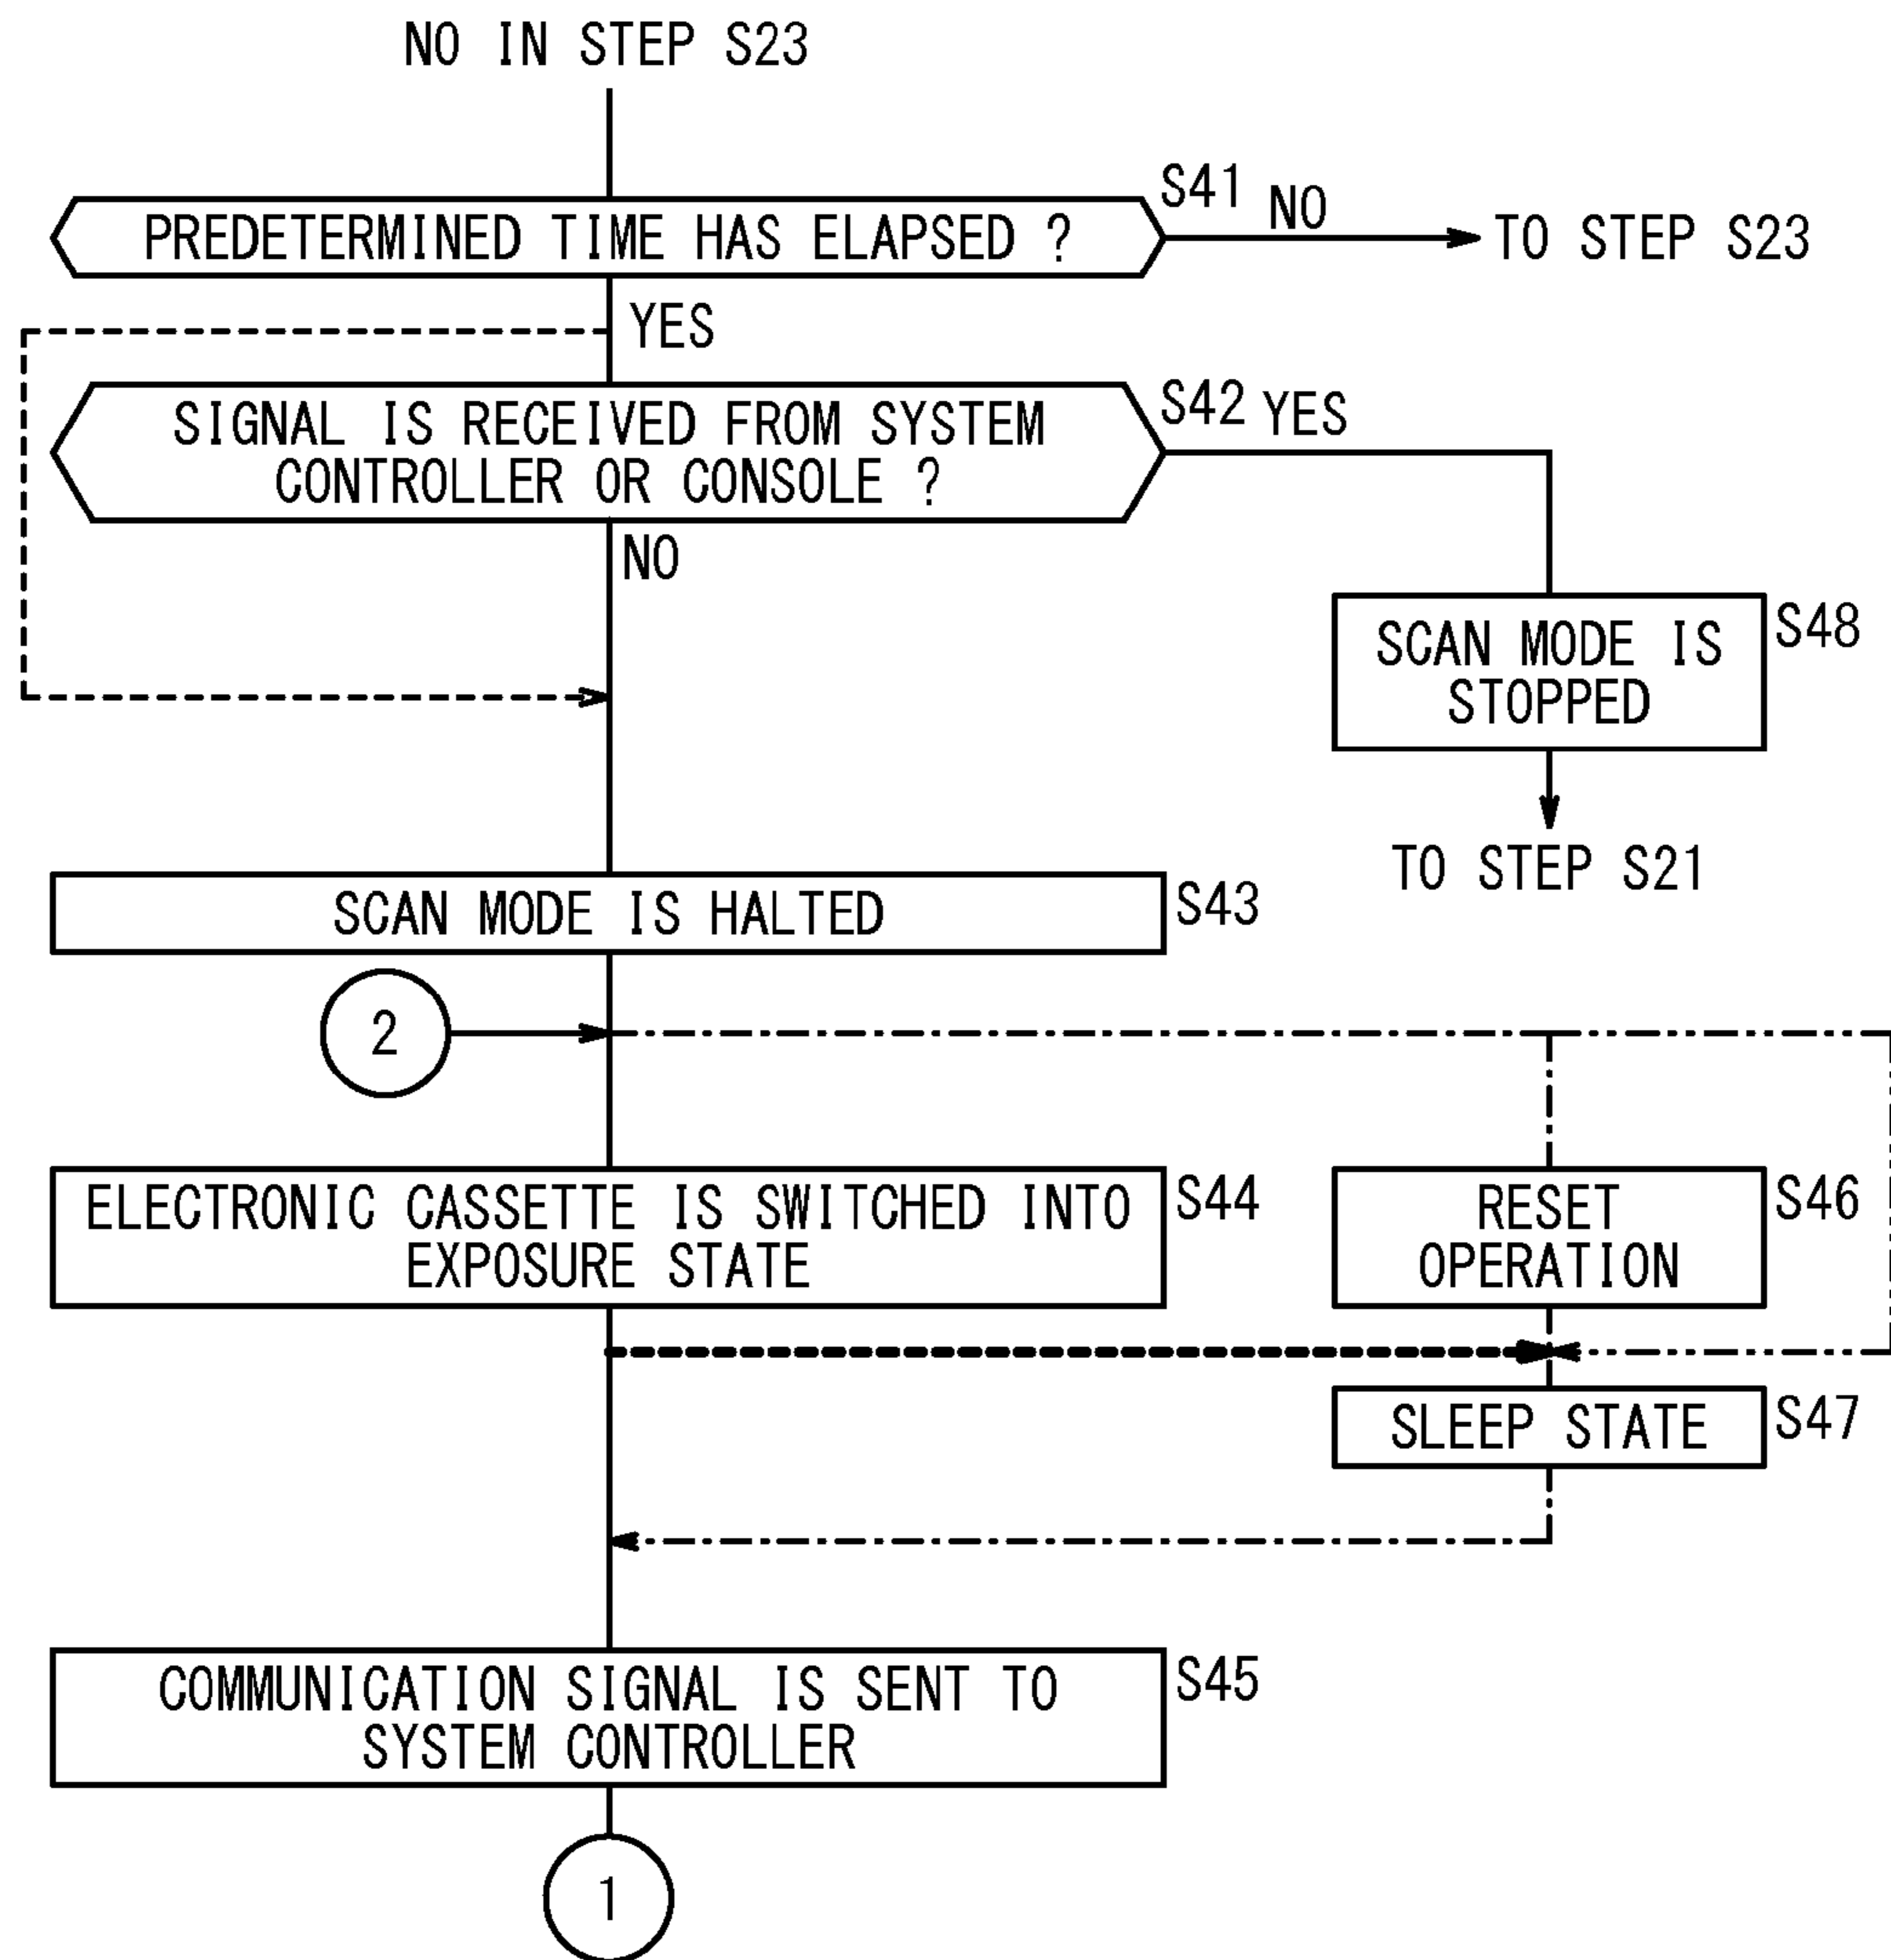 NO IN STEP S23
S41
NO
PREDETERMINED TIME HAS ELAPSED ?
TO STEP S23
YES
S42
YES
SIGNAL IS RECEIVED FROM SYSTEM
CONTROLLER OR CONSOLE ?
NO
S48
SCAN MODE IS
STOPPED
TO STEP S21
SCAN MODE IS HALTED
S43
2
ELECTRONIC CASSETTE IS SWITCHED INTO
EXPOSURE STATE
S44
RESET
OPERATION
S46
SLEEP STATE
S47
COMMUNICATION SIGNAL IS SENT TO
SYSTEM CONTROLLER
S45
1